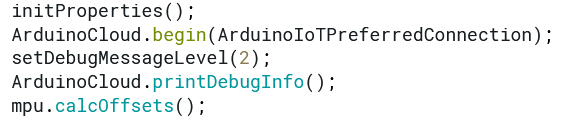 initProperties();
ArduinoCloud.begin(ArduinoIoTPreferredConnection);
setDebugMessageLevel(2);
ArduinoCloud.printDebugInfo();
mpu.calcOffsets();